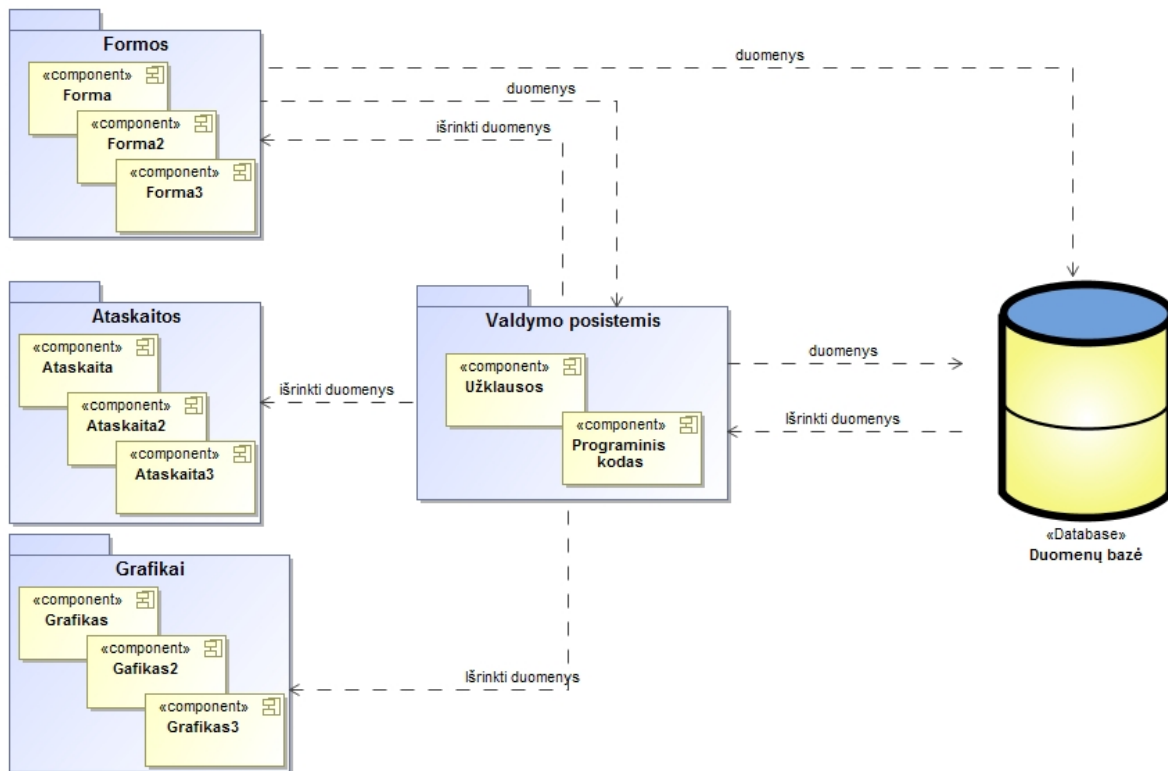 Formos
«component»
Forma
«component»
Forma2
«component»
Forma3
duomenys
duomenys
išrinkti duomenys
Ataskaitos
«component»
Ataskaita
«component»
Ataskaita2
«component»
Ataskaita3
išrinkti duomenys
Valdymo posistemis
«component»
Užklausos
«component»
Programinis
kodas
duomenys
Išrinkti duomenys
«Database»
Duomenų bazė
Grafikai
«component»
Grafikas
«component»
Gafikas2
«component»
Grafikas3
Išrinkti duomenys